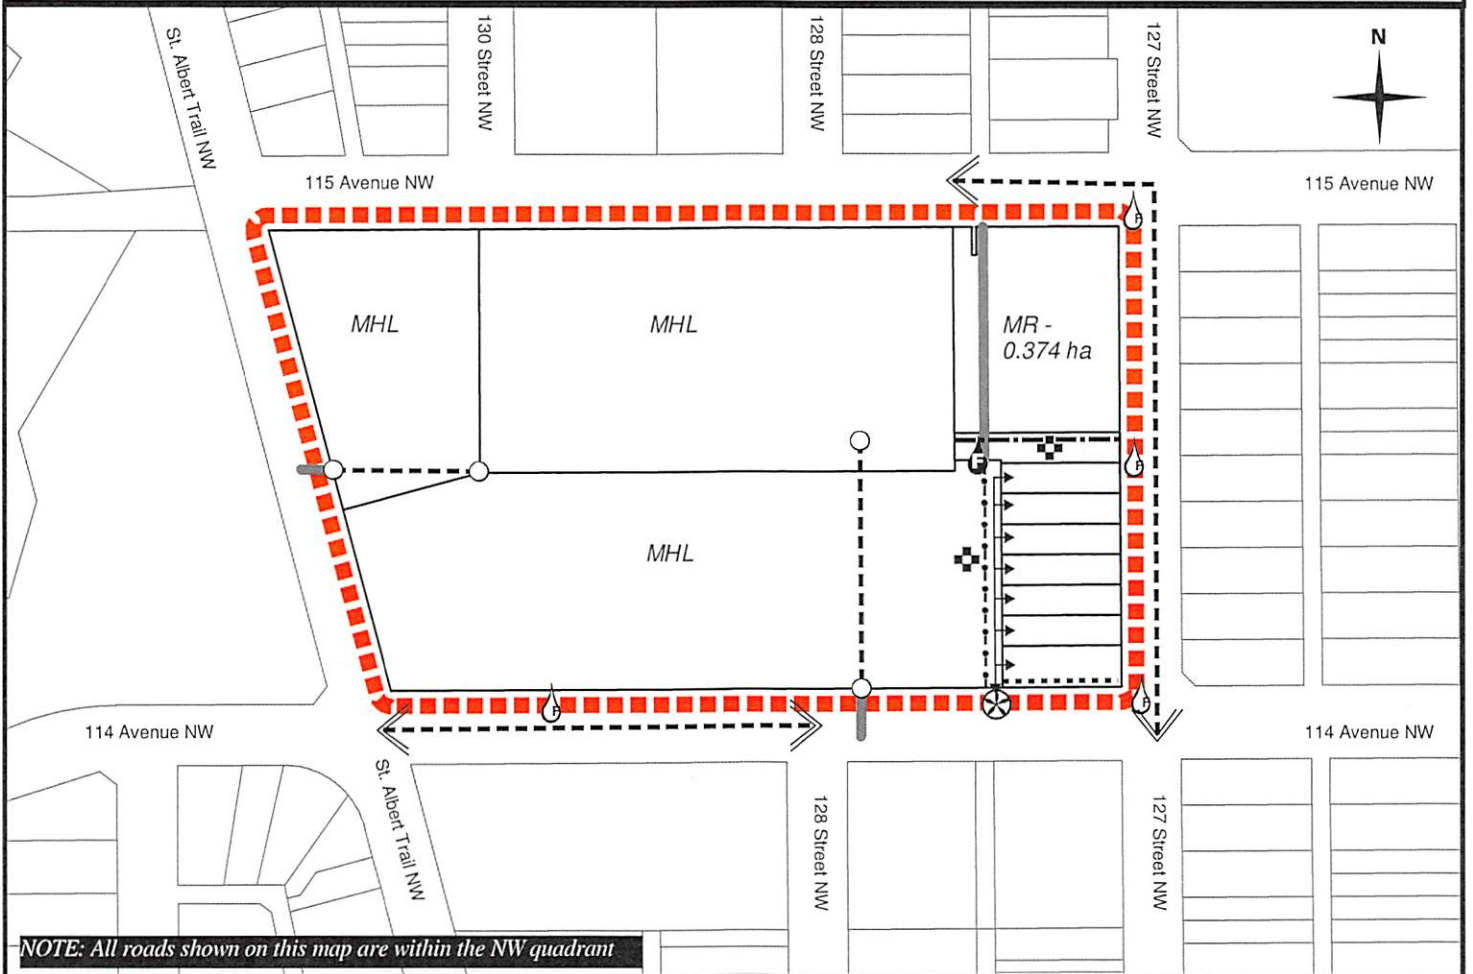 St. Albert Trail NW
130 Street NW
128 Street NW
127 Street NW
N
115 Avenue NW
115 Avenue NW
F
MHL
MHL
MR -
0.374 ha
F
F
MHL
F
F
114 Avenue NW
114 Avenue NW
St. Albert Trail NW
128 Street NW
127 Street NW
NOTE: All roads shown on this map are within the NW quadrant